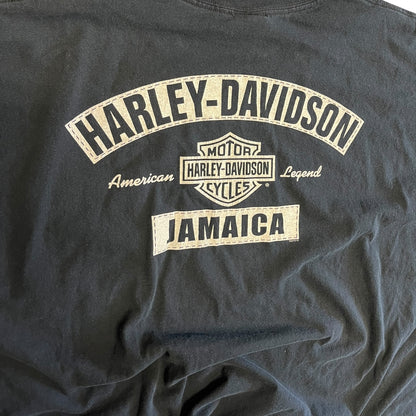 HARLEY-DAVIDSON
MOTOR
American HARLEY-DAVIDSON Legend
CYCLES®
JAMAICA